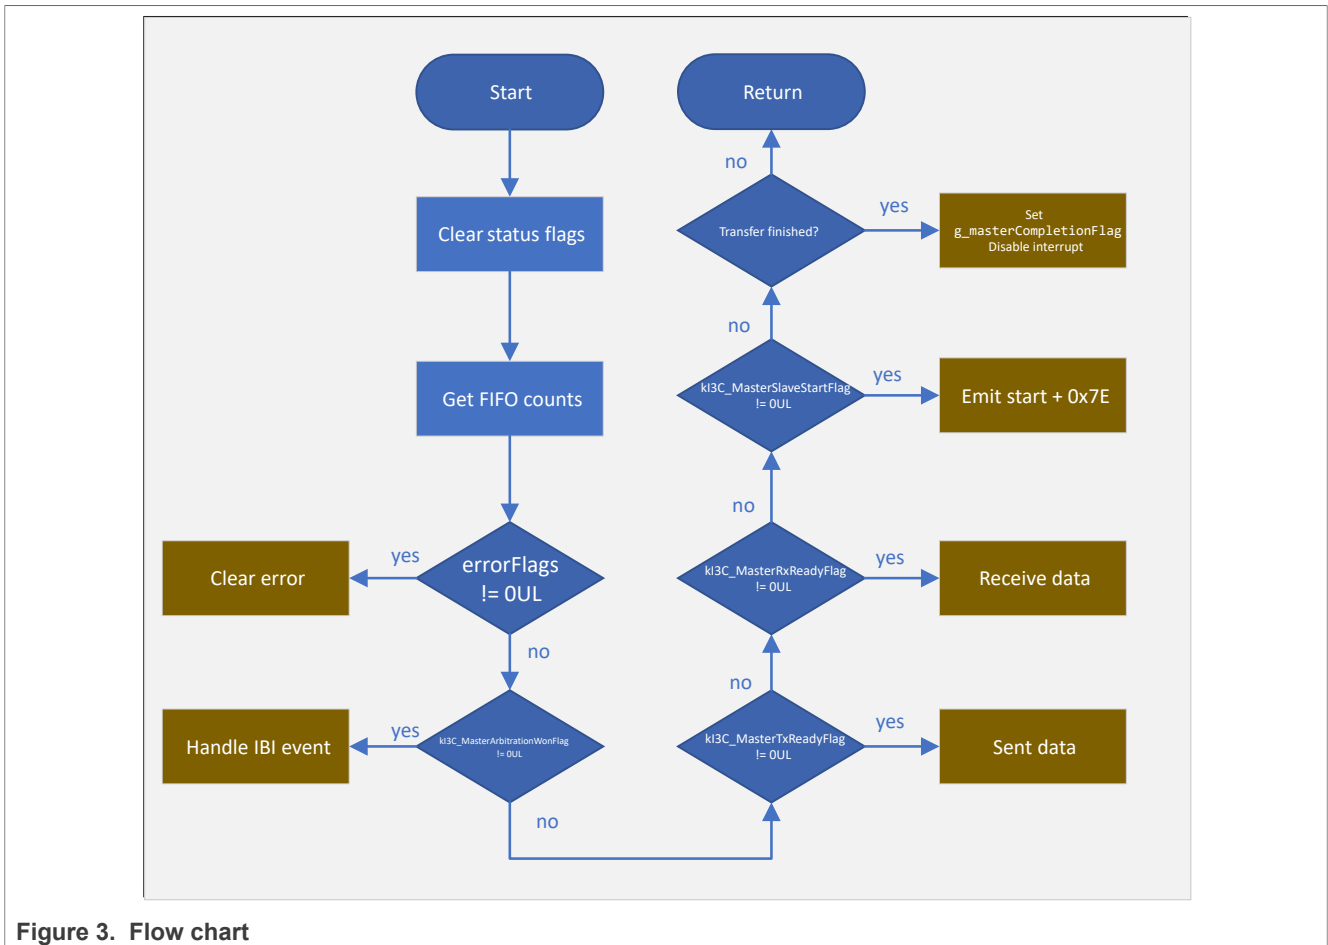 Start
Clear status flags
Get FIFO counts
errorFlags
!= 0UL
yes
Clear error
no
kI3C_MasterArbitrationWonFlag
!= 0UL
yes
Handle IBI event
no
kI3C_MasterTxReadyFlag
!= 0UL
yes
Sent data
no
kI3C_MasterRxReadyFlag
!= 0UL
yes
Receive data
no
kI3C_MasterSlaveStartFlag
!= 0UL
yes
Emit start + 0x7E
no
Transfer finished?
yes
Set
g_masterCompletionFlag
Disable interrupt
no
Return
Figure 3. Flow chart